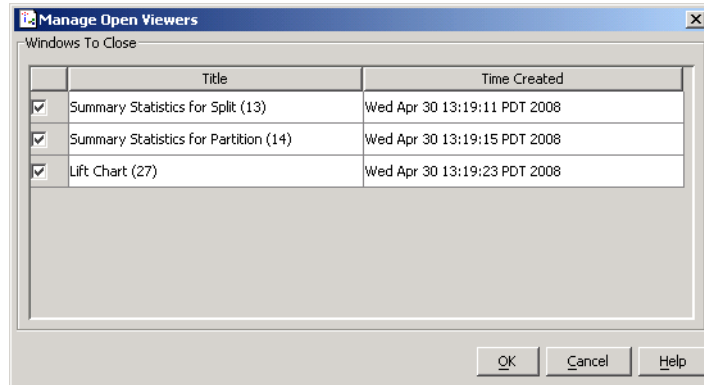 Manage Open Viewers
Windows To Close
Title Time Created
Summary Statistics for Split (13) Wed Apr 30 13:19:11 PDT 2008
Summary Statistics for Partition (14) Wed Apr 30 13:19:15 PDT 2008
Lift Chart (27) Wed Apr 30 13:19:23 PDT 2008
OK Cancel Help